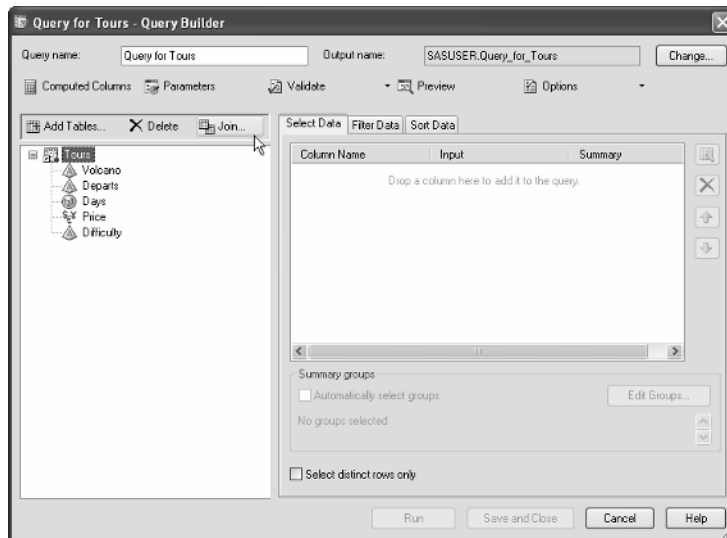 Query for Tours - Query Builder
Query name: Query for Tours Output name: SASUSER.Query_for_Tours Change...
Computed Columns Parameters Validate Preview Options
Add Tables... Delete Join...
Select Data Filter Data Sort Data
Tours
Volcano
Departs
Days
Price
Difficulty
Column Name Input Summary
Drop a column here to add it to the query.
Summary groups
Automatically select groups Edit Groups...
No groups selected
Select distinct rows only
Run Save and Close Cancel Help